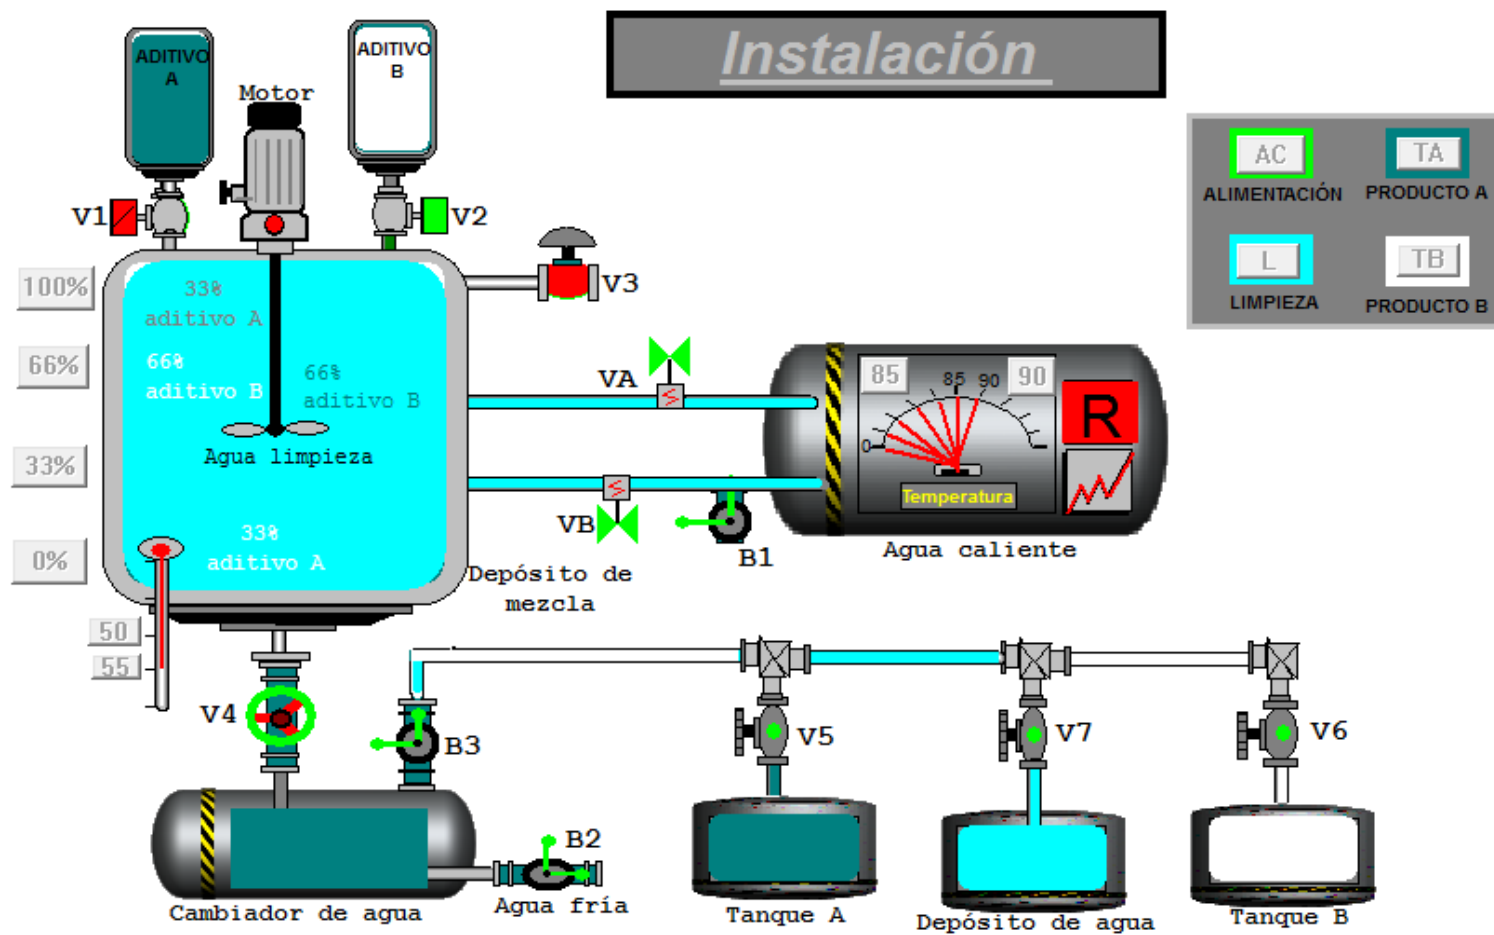 Instalación
ADITIVO
A
ADITIVO
B
Motor
V1
V2
V3
AC
TA
ALIMENTACIÓN
PRODUCTO A
L
TB
LIMPIEZA
PRODUCTO B
100%
66%
33%
0%
50
55
33%
aditivo A
66%
aditivo B
66%
aditivo B
Agua limpieza
33%
aditivo A
VA
VB
B1
85
85
90
90
0
R
Temperatura
Agua caliente
Depósito de
mezcla
V4
B3
V5
V7
V6
B2
Agua fría
Cambiador de agua
Tanque A
Depósito de agua
Tanque B